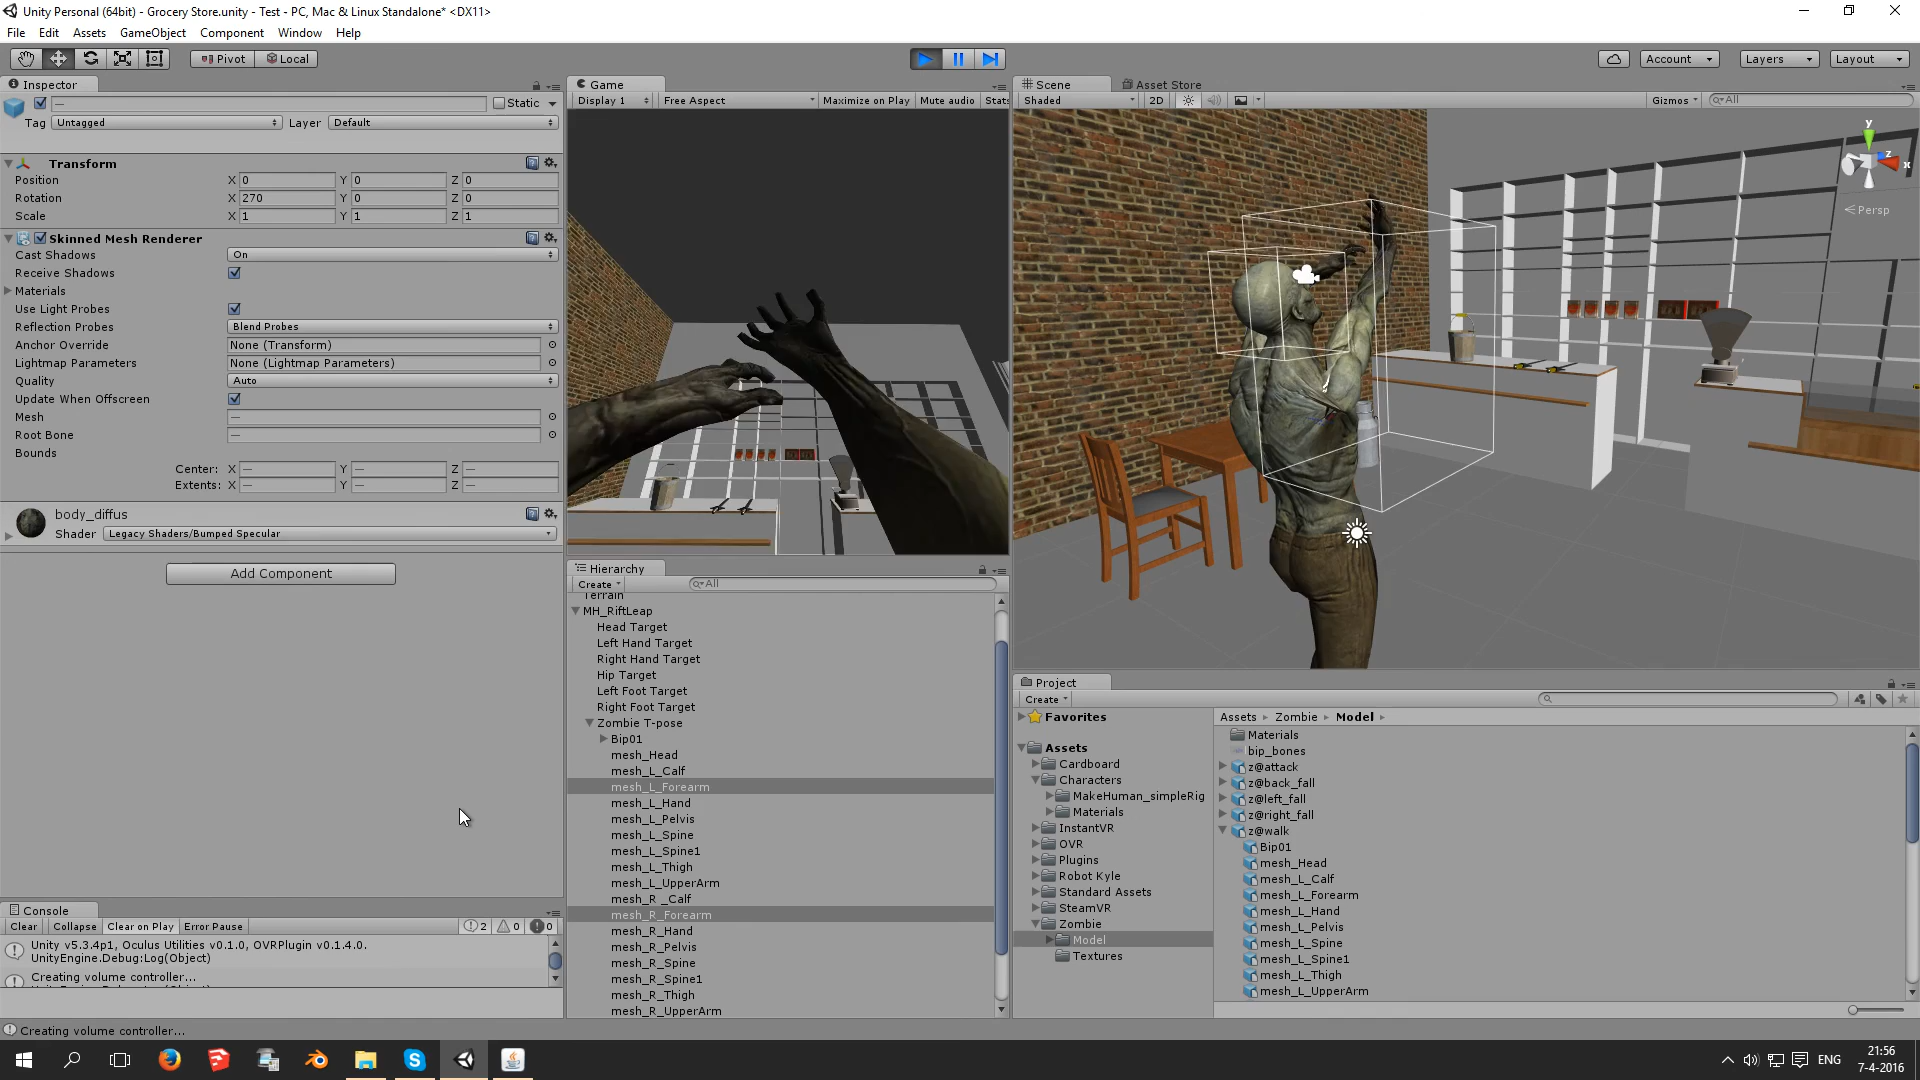 Unity Personal (64bit) - Grocery Store.unity - Test - PC, Mac & Linux Standalone* <DX11>
File Edit Assets GameObject Component Window Help
Pivot Local
Account Layers Layout
Inspector
— Static
Tag Untagged Layer Default
Transform
Position X 0 Y 0 Z 0
Rotation X 270 Y 0 Z 0
Scale X 1 Y 1 Z 1
Skinned Mesh Renderer
Cast Shadows On
Receive Shadows
Materials
Use Light Probes
Reflection Probes Blend Probes
Anchor Override None (Transform)
Lightmap Parameters None (Lightmap Parameters)
Quality Auto
Update When Offscreen
Mesh —
Root Bone —
Bounds
Center: X — Y — Z —
Extents: X — Y — Z —
body_diffus
Shader Legacy Shaders/Bumped Specular
Add Component
Console
Clear Collapse Clear on Play Error Pause 2 0 0
Unity v5.3.4p1, Oculus Utilities v0.1.0, OVRPlugin v0.1.4.0.
UnityEngine.Debug:Log(Object)
Creating volume controller...
Game
Display 1 Free Aspect Maximize on Play Mute audio Stats
Hierarchy
Create All
Terrain
MH_RiftLeap
Head Target
Left Hand Target
Right Hand Target
Hip Target
Left Foot Target
Right Foot Target
Zombie T-pose
Bip01
mesh_Head
mesh_L_Calf
mesh_L_Forearm
mesh_L_Hand
mesh_L_Pelvis
mesh_L_Spine
mesh_L_Spine1
mesh_L_Thigh
mesh_L_UpperArm
mesh_R _Calf
mesh_R_Forearm
mesh_R_Hand
mesh_R_Pelvis
mesh_R_Spine
mesh_R_Spine1
mesh_R_Thigh
mesh_R_UpperArm
Scene Asset Store
Shaded 2D Gizmos All
y
z
x
Persp
Project
Create
Favorites
Assets
Cardboard
Characters
MakeHuman_simpleRig
Materials
InstantVR
OVR
Plugins
Robot Kyle
Standard Assets
SteamVR
Zombie
Model
Textures
Assets Zombie Model
Materials
bip_bones
z@attack
z@back_fall
z@left_fall
z@right_fall
z@walk
Bip01
mesh_Head
mesh_L_Calf
mesh_L_Forearm
mesh_L_Hand
mesh_L_Pelvis
mesh_L_Spine
mesh_L_Spine1
mesh_L_Thigh
mesh_L_UpperArm
Creating volume controller...
ENG
21:56
7-4-2016